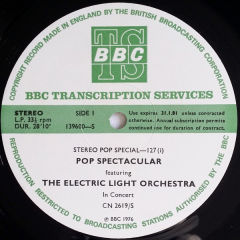 COPYRIGHT RECORD MADE IN ENGLAND BY THE BRITISH BROADCASTING CORPORATION.
TS
BBC
BBC TRANSCRIPTION SERVICES
STEREO
L.P. 33⅓ rpm
DUR. 28'10"
SIDE 1
139600—S
Use expires 31.1.81 unless contracted
otherwise. Annual subscription permits
continued use for duration of contract.
STEREO POP SPECIAL—127 (i)
POP SPECTACULAR
featuring
THE ELECTRIC LIGHT ORCHESTRA
In Concert
CN 2619/S
℗ BBC 1976
REPRODUCTION RESTRICTED TO BROADCASTING STATIONS AUTHORISED BY THE BBC